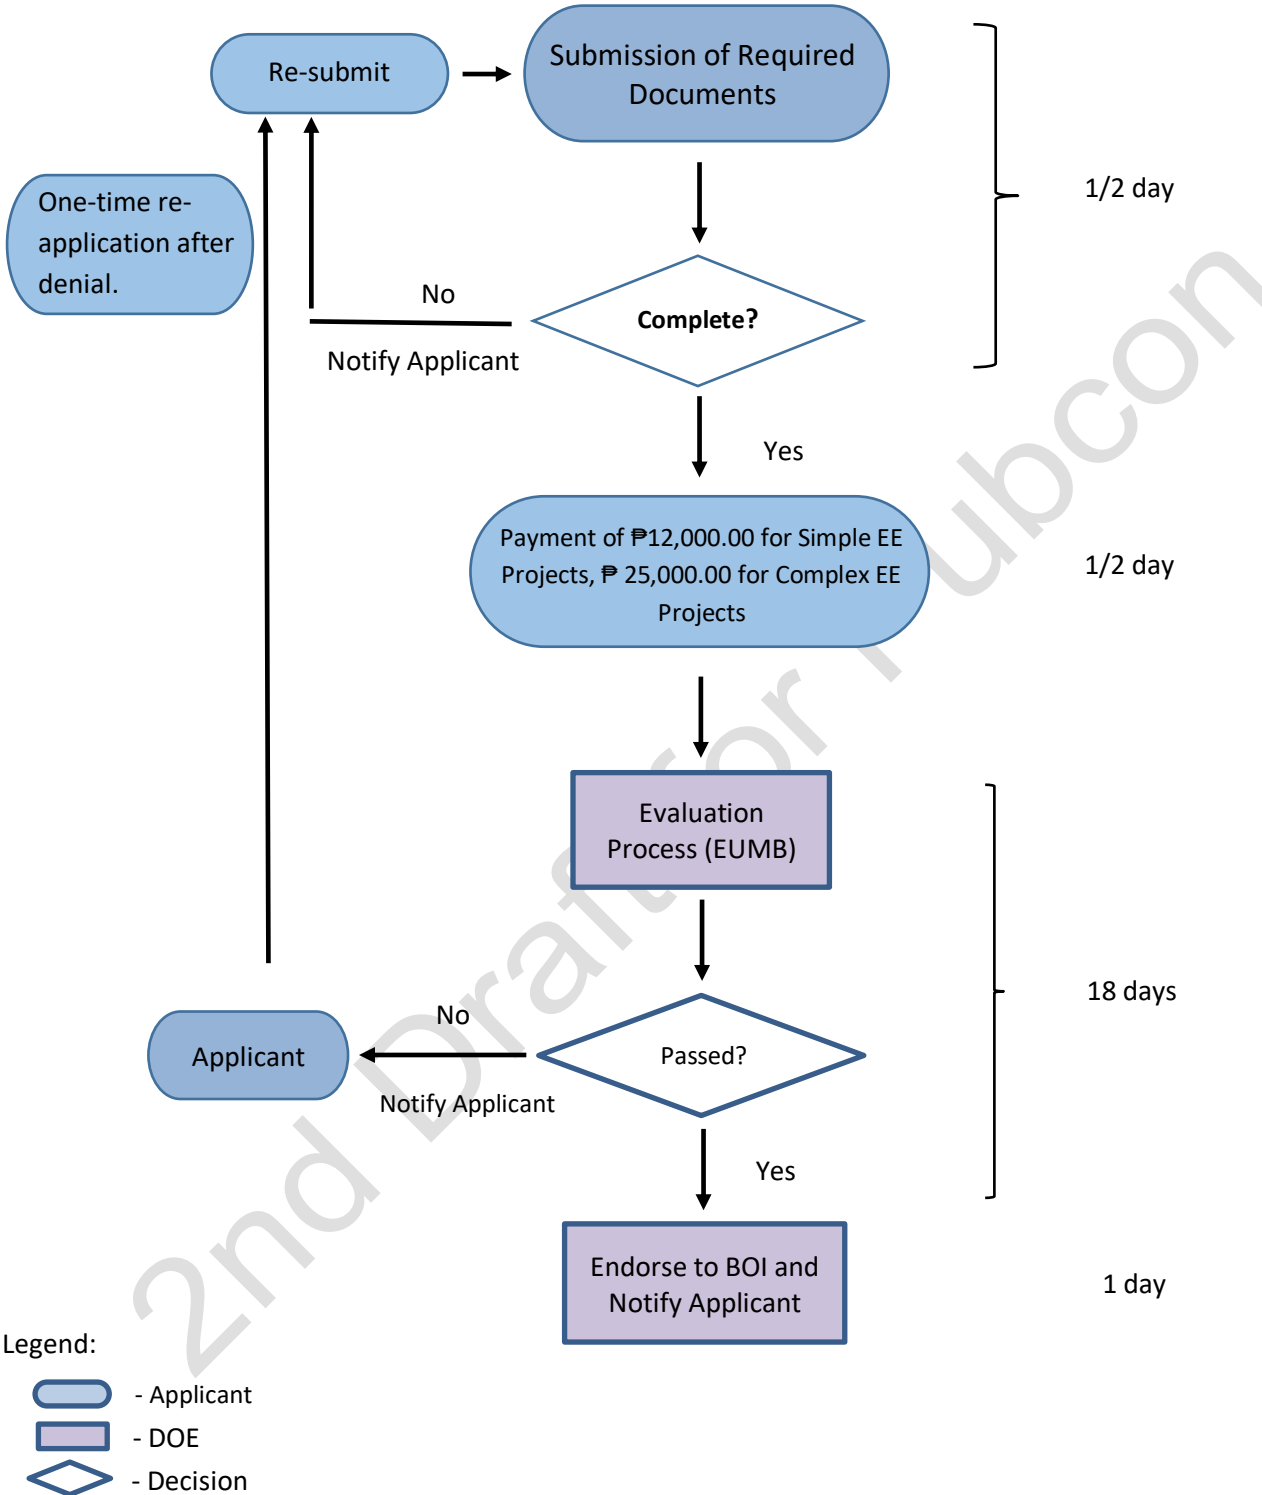 Re-submit
Submission of Required
Documents
One-time re-
application after
denial.
1/2 day
No
Complete?
Notify Applicant
Yes
Payment of ₱12,000.00 for Simple EE
Projects, ₱ 25,000.00 for Complex EE
Projects
1/2 day
Evaluation
Process (EUMB)
18 days
No
Passed?
Applicant
Notify Applicant
Yes
Endorse to BOI and
Notify Applicant
1 day
Legend:
- Applicant
- DOE
- Decision
2nd Draft for Pubcon